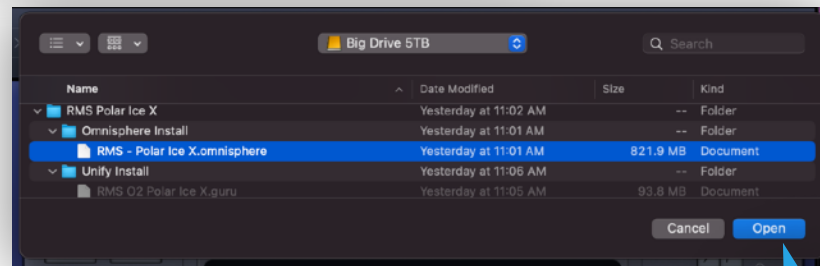 Big Drive 5TB Search
Name Date Modified Size Kind
RMS Polar Ice X Yesterday at 11:02 AM -- Folder
Omnisphere Install Yesterday at 11:01 AM -- Folder
RMS - Polar Ice X.omnisphere Yesterday at 11:01 AM 821.9 MB Document
Unify Install Yesterday at 11:06 AM -- Folder
RMS O2 Polar Ice X.guru Yesterday at 11:05 AM 93.8 MB Document
Cancel Open